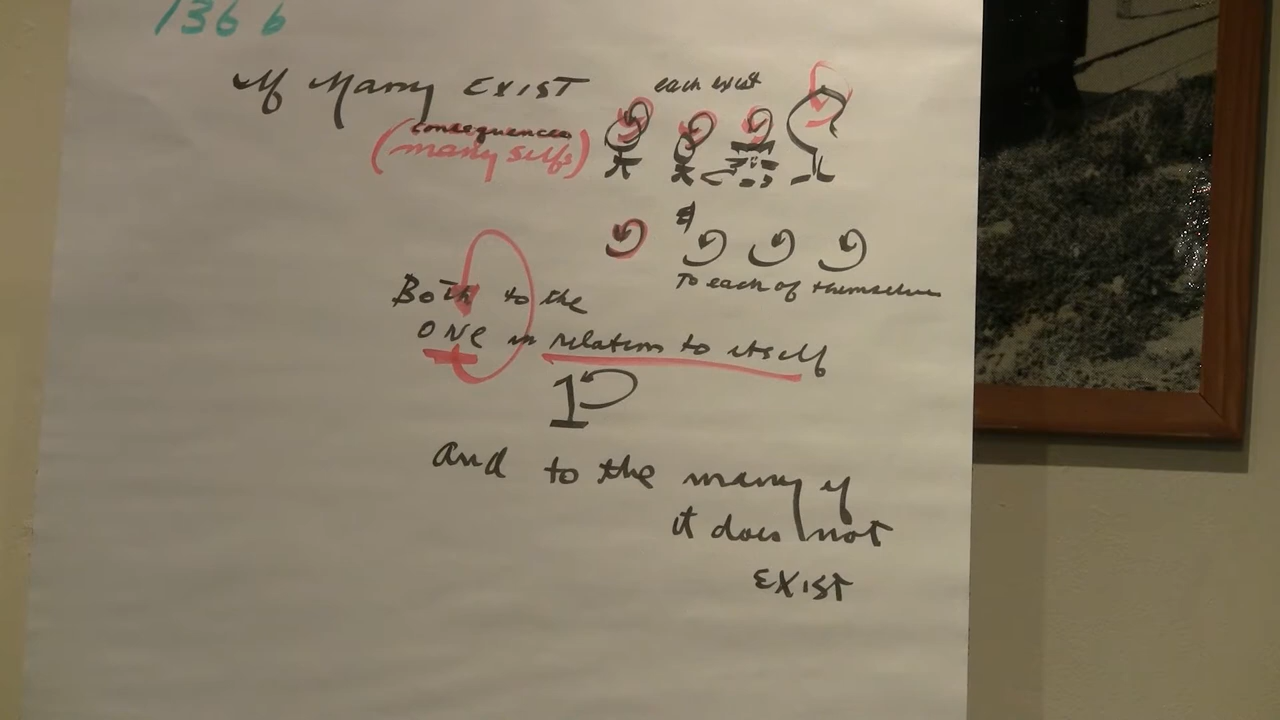 136 b
If Many EXIST
each exist
consequences
(many selfs)
&
To each of themselves
Both to the
ONE in relation to itself
1
and to the many if
it does not
EXIST